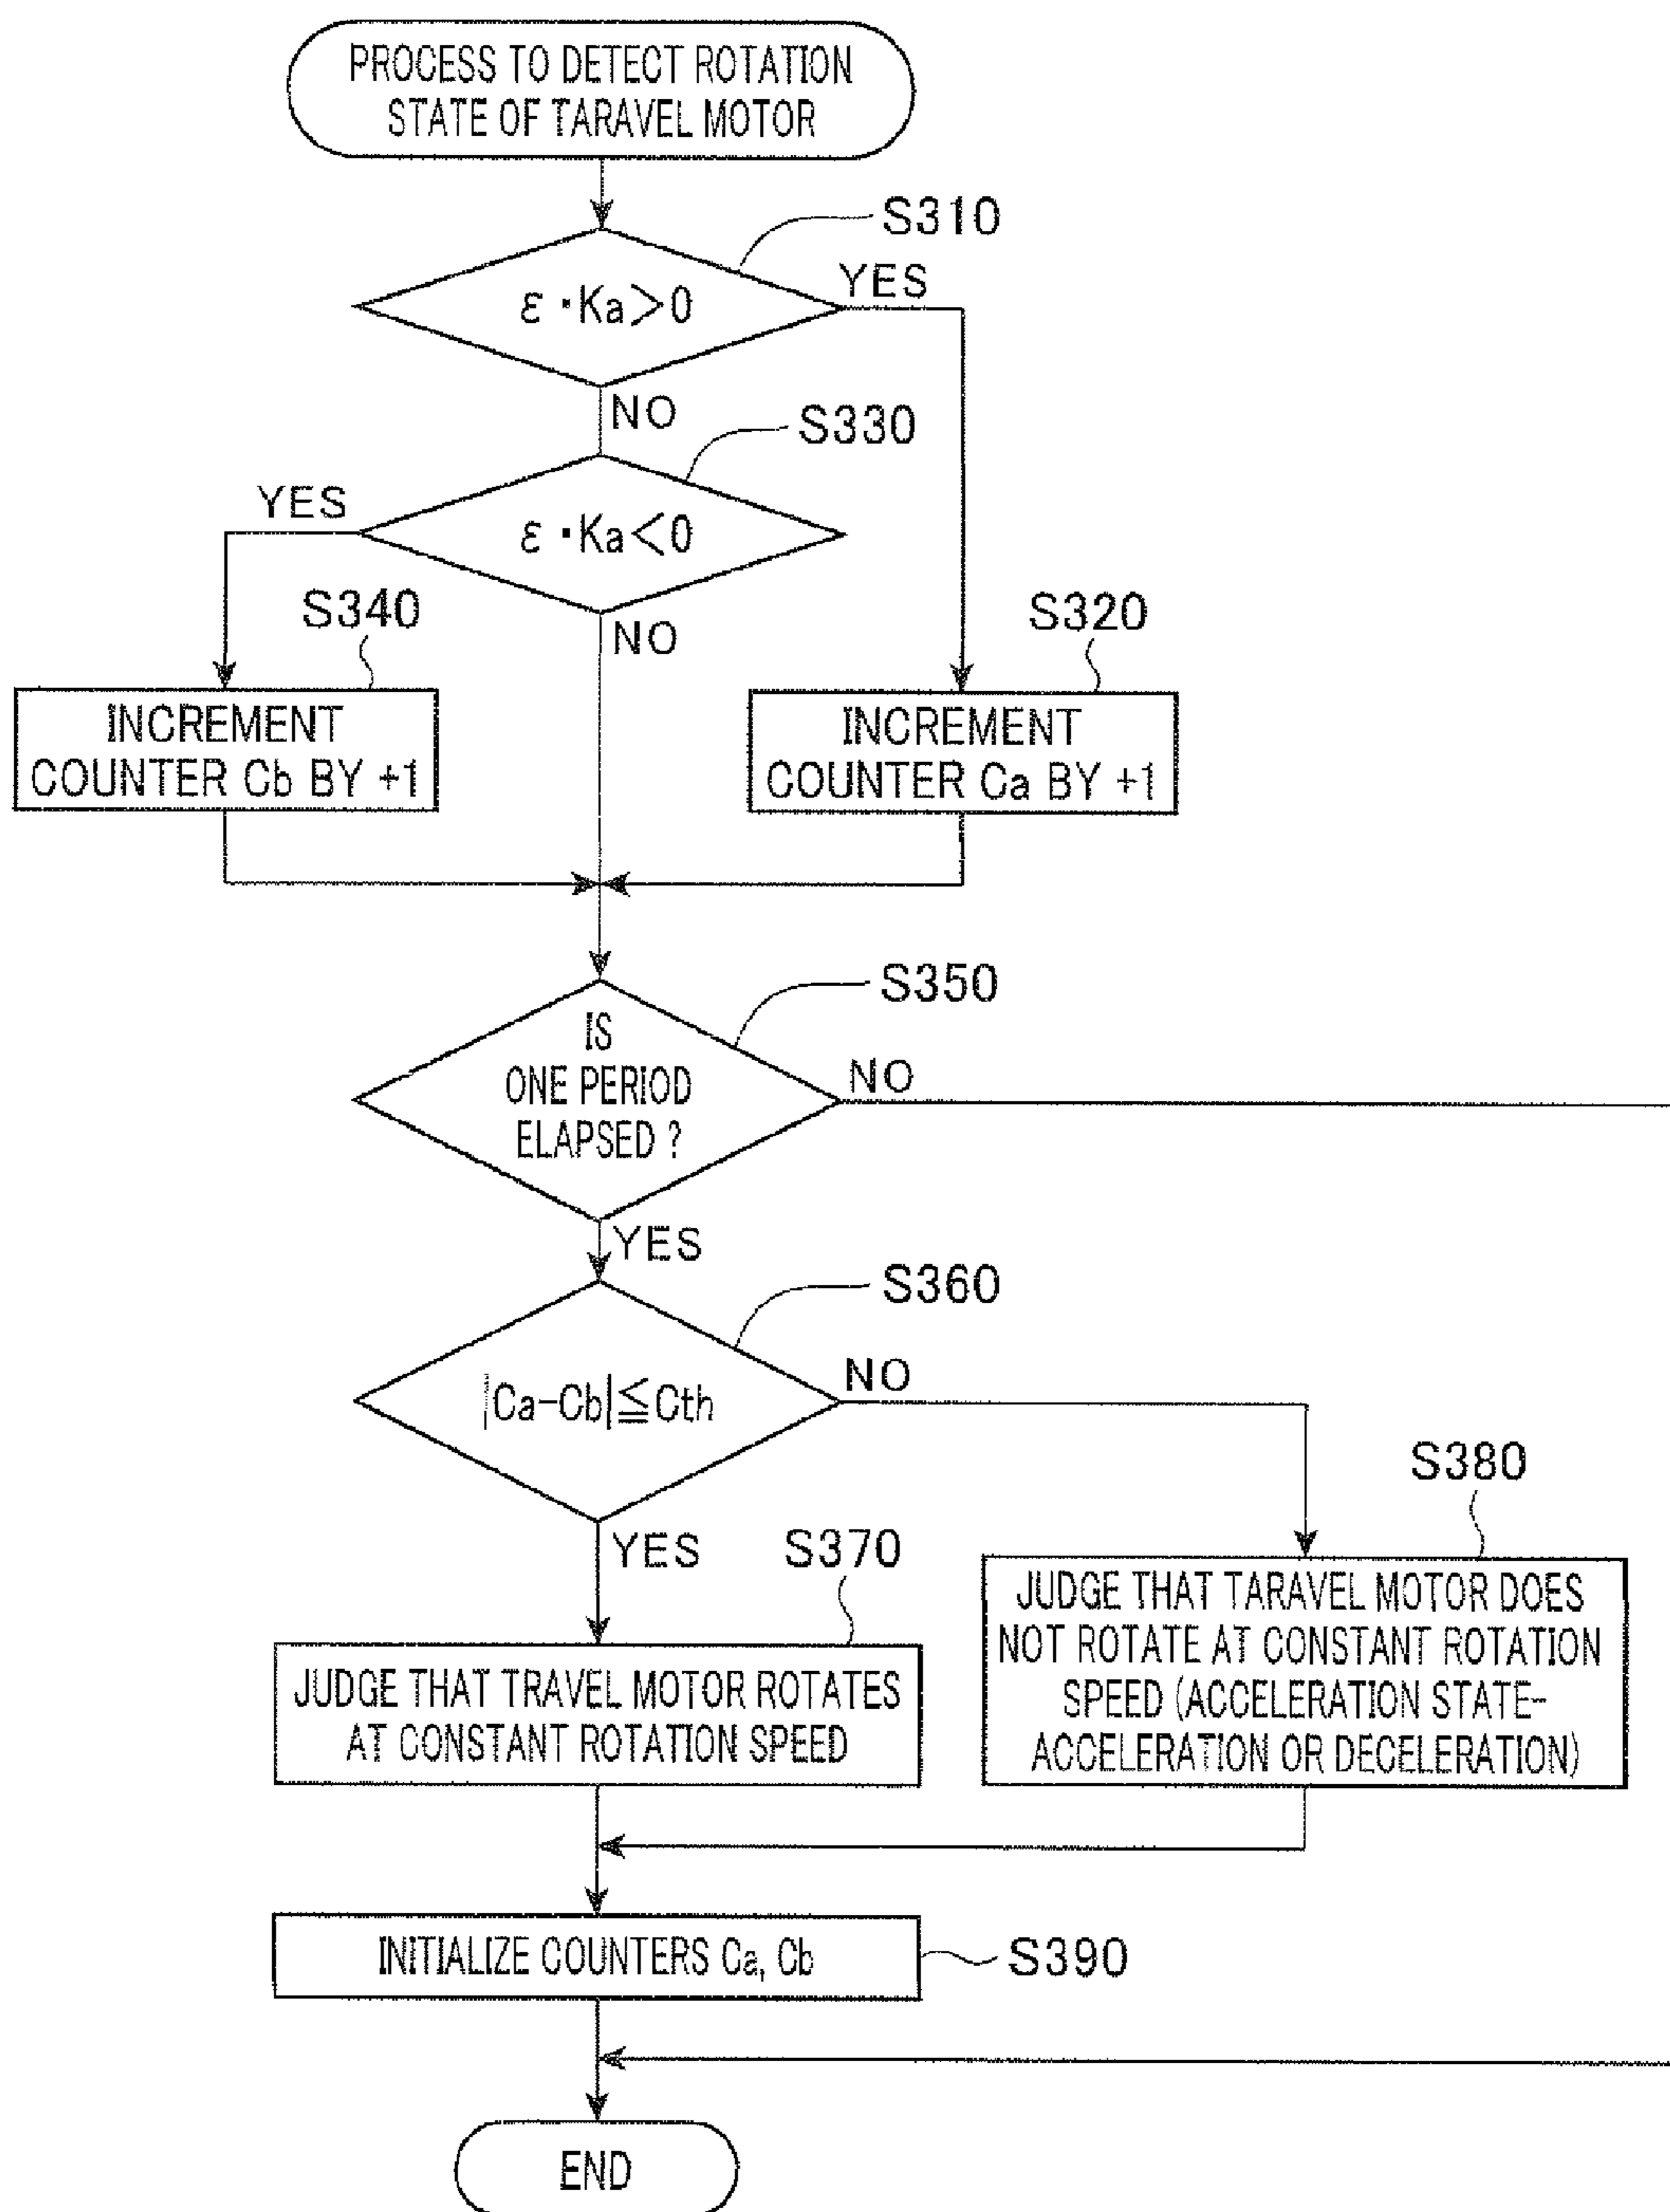 PROCESS TO DETECT ROTATION
STATE OF TARAVEL MOTOR
S310
ε・Ka>0
YES
NO
S330
ε・Ka<0
YES
NO
S340
INCREMENT
COUNTER Cb BY +1
S320
INCREMENT
COUNTER Ca BY +1
S350
IS
ONE PERIOD
ELAPSED ?
NO
YES
S360
|Ca-Cb|≦Cth
NO
YES
S370
JUDGE THAT TRAVEL MOTOR ROTATES
AT CONSTANT ROTATION SPEED
S380
JUDGE THAT TARAVEL MOTOR DOES
NOT ROTATE AT CONSTANT ROTATION
SPEED (ACCELERATION STATE-
ACCELERATION OR DECELERATION)
INITIALIZE COUNTERS Ca, Cb
S390
END